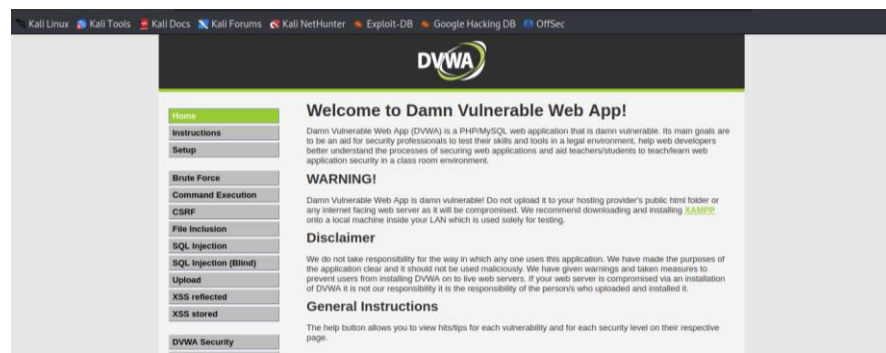 Kali Linux Kali Tools Kali Docs Kali Forums Kali NetHunter Exploit-DB Google Hacking DB OffSec
DVWA
Home
Instructions
Setup
Brute Force
Command Execution
CSRF
File Inclusion
SQL Injection
SQL Injection (Blind)
Upload
XSS reflected
XSS stored
DVWA Security
Welcome to Damn Vulnerable Web App!
Damn Vulnerable Web App (DVWA) is a PHP/MySQL web application that is damn vulnerable. Its main goals are
to be an aid for security professionals to test their skills and tools in a legal environment, help web developers
better understand the processes of securing web applications and aid teachers/students to teach/learn web
application security in a class room environment.
WARNING!
Damn Vulnerable Web App is damn vulnerable! Do not upload it to your hosting provider's public html folder or
any internet facing web server as it will be compromised. We recommend downloading and installing XAMPP
onto a local machine inside your LAN which is used solely for testing.
Disclaimer
We do not take responsibility for the way in which any one uses this application. We have made the purposes of
the application clear and it should not be used maliciously. We have given warnings and taken measures to
prevent users from installing DVWA on to live web servers. If your web server is compromised via an installation
of DVWA it is not our responsibility it is the responsibility of the person/s who uploaded and installed it.
General Instructions
The help button allows you to view hits/tips for each vulnerability and for each security level on their respective
page.